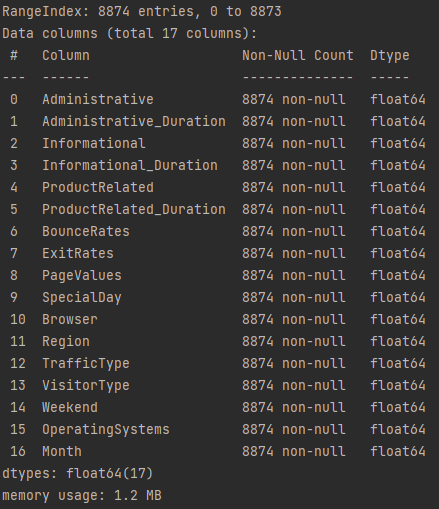 RangeIndex: 8874 entries, 0 to 8873
Data columns (total 17 columns):
 #   Column                   Non-Null Count  Dtype
---  ------                   --------------  -----
 0   Administrative           8874 non-null   float64
 1   Administrative_Duration  8874 non-null   float64
 2   Informational            8874 non-null   float64
 3   Informational_Duration   8874 non-null   float64
 4   ProductRelated           8874 non-null   float64
 5   ProductRelated_Duration  8874 non-null   float64
 6   BounceRates              8874 non-null   float64
 7   ExitRates                8874 non-null   float64
 8   PageValues               8874 non-null   float64
 9   SpecialDay               8874 non-null   float64
 10  Browser                  8874 non-null   float64
 11  Region                   8874 non-null   float64
 12  TrafficType              8874 non-null   float64
 13  VisitorType              8874 non-null   float64
 14  Weekend                  8874 non-null   float64
 15  OperatingSystems         8874 non-null   float64
 16  Month                    8874 non-null   float64
dtypes: float64(17)
memory usage: 1.2 MB